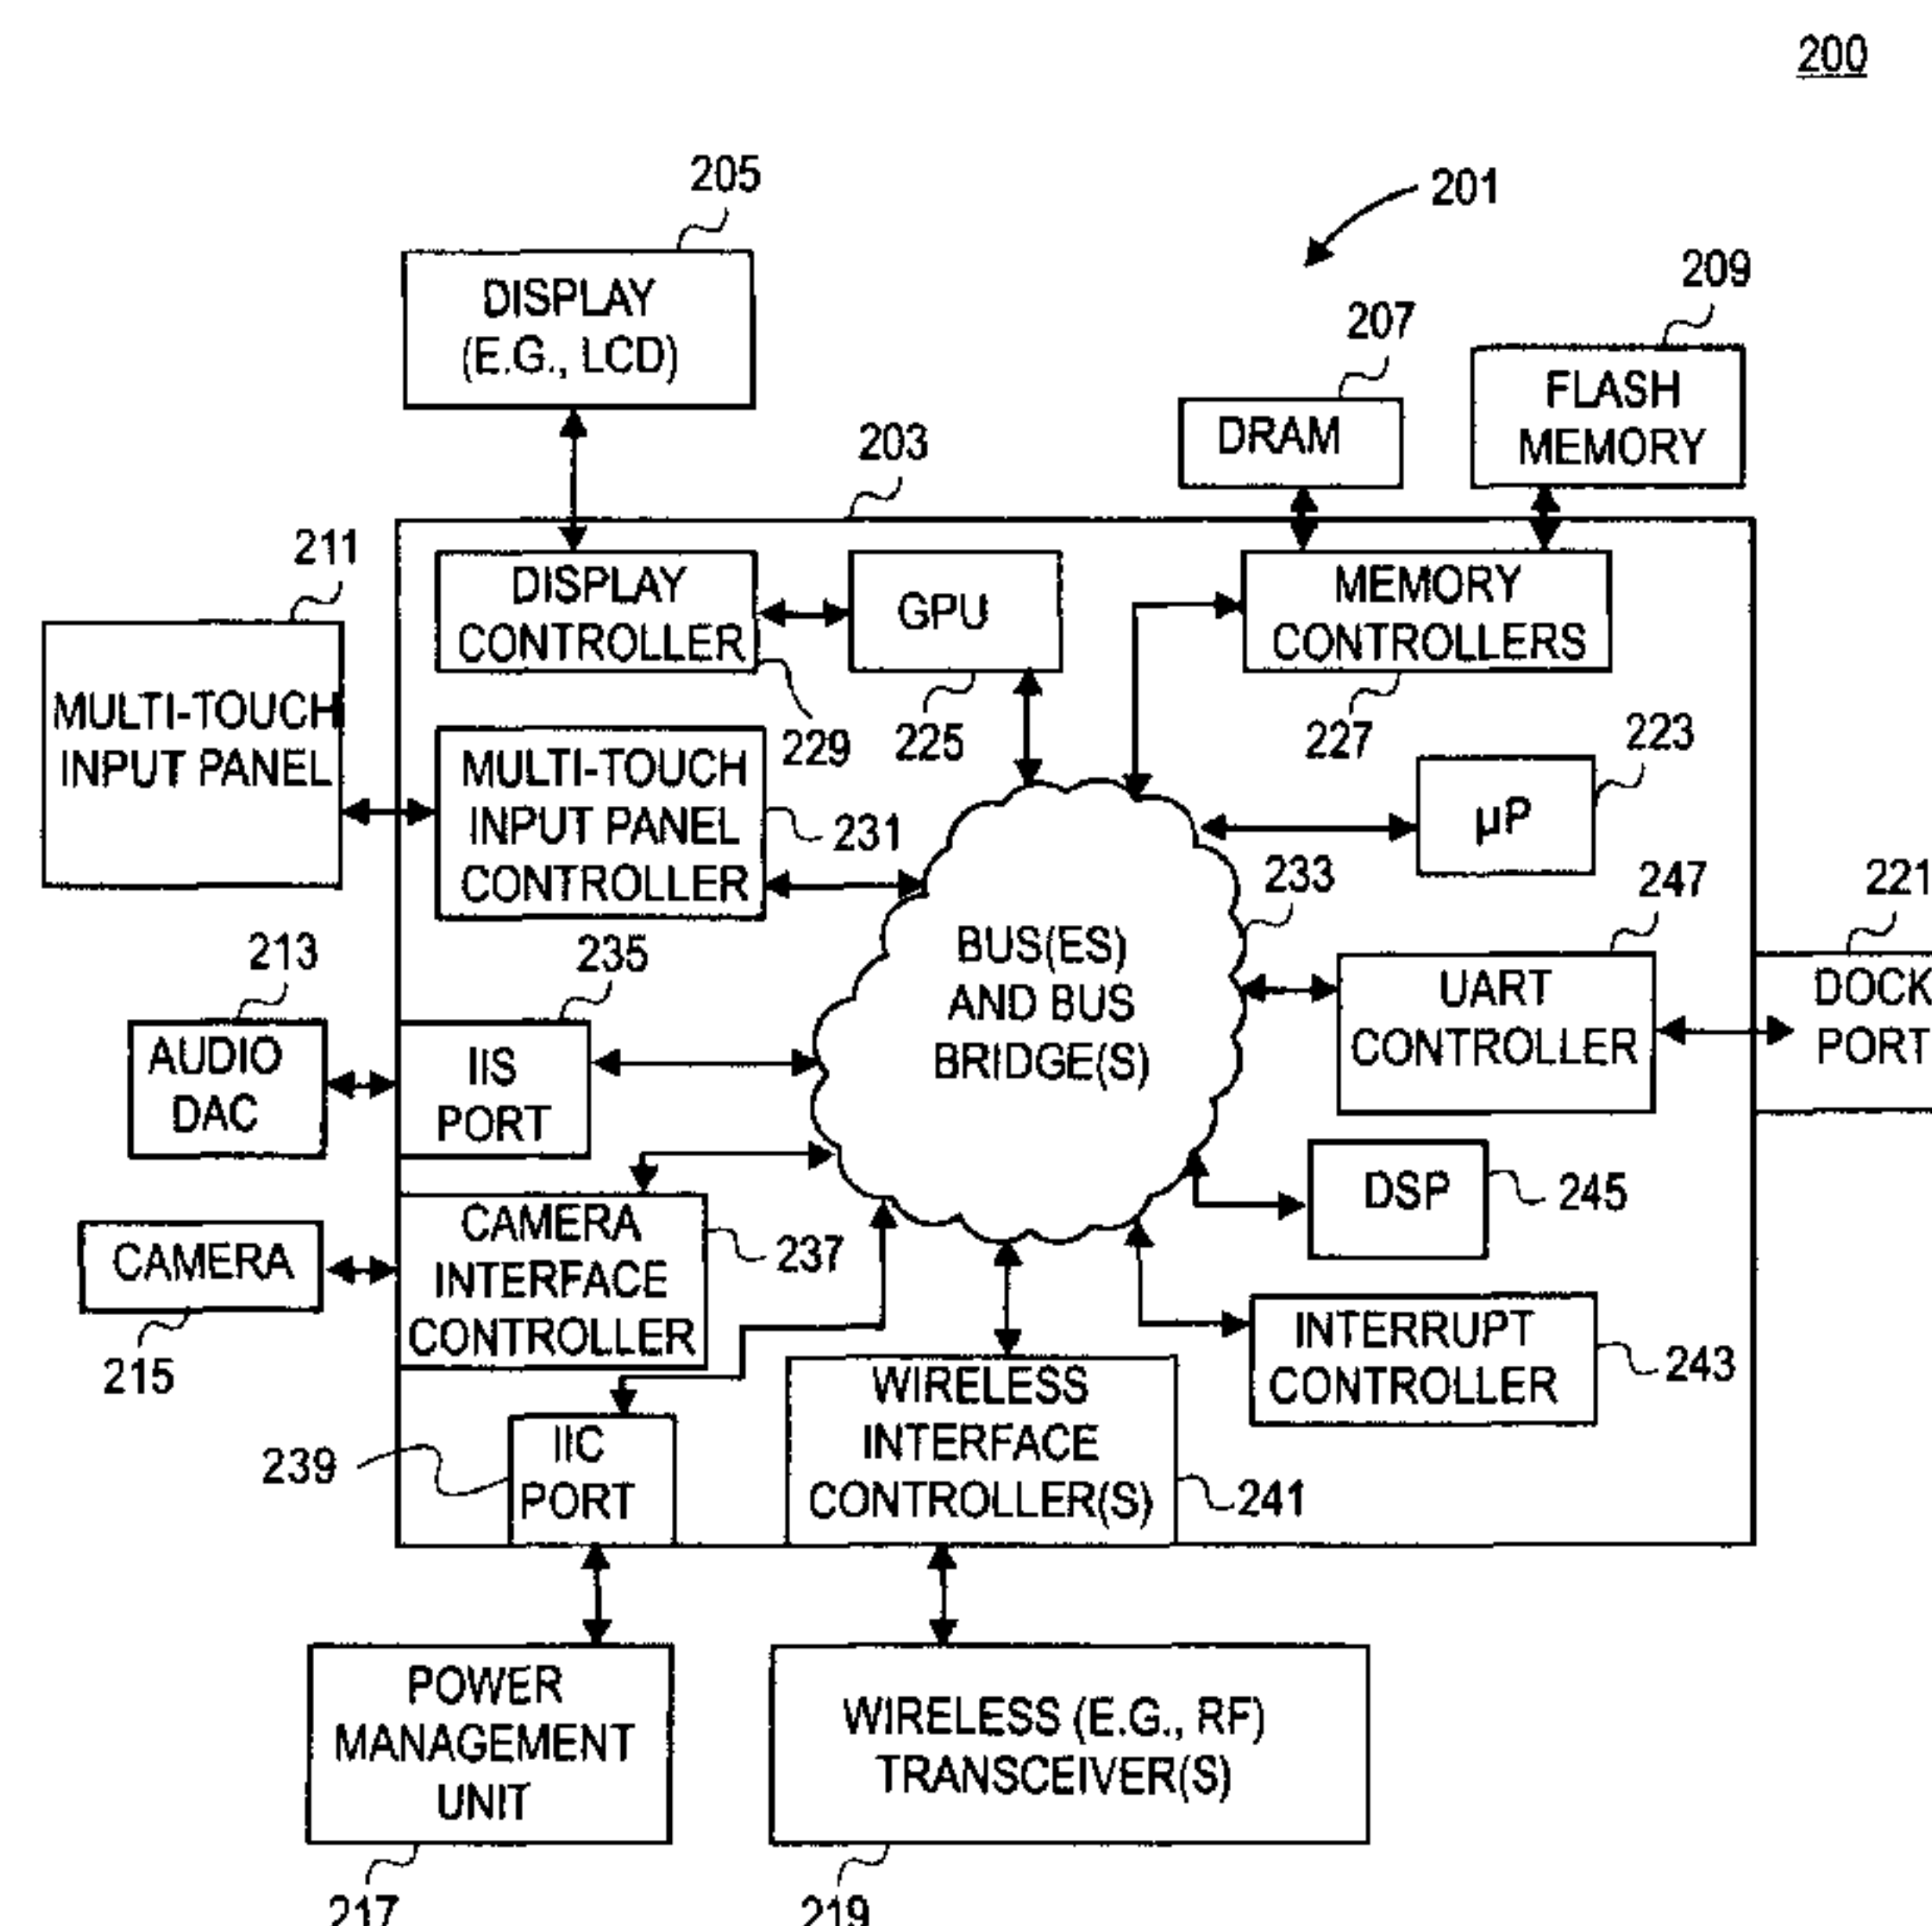 200
205
201
DISPLAY
(E.G., LCD)
209
207
FLASH
MEMORY
DRAM
203
211
DISPLAY
CONTROLLER
GPU
MEMORY
CONTROLLERS
MULTI-TOUCH
INPUT PANEL
229
225
227
223
MULTI-TOUCH
INPUT PANEL
CONTROLLER
231
µP
233
247
221
213
235
BUS(ES)
AND BUS
BRIDGE(S)
UART
CONTROLLER
DOCK
PORT
AUDIO
DAC
IIS
PORT
DSP
245
CAMERA
CAMERA
INTERFACE
CONTROLLER
237
215
INTERRUPT
CONTROLLER
243
239
IIC
PORT
WIRELESS
INTERFACE
CONTROLLER(S)
241
POWER
MANAGEMENT
UNIT
WIRELESS (E.G., RF)
TRANSCEIVER(S)
217
219